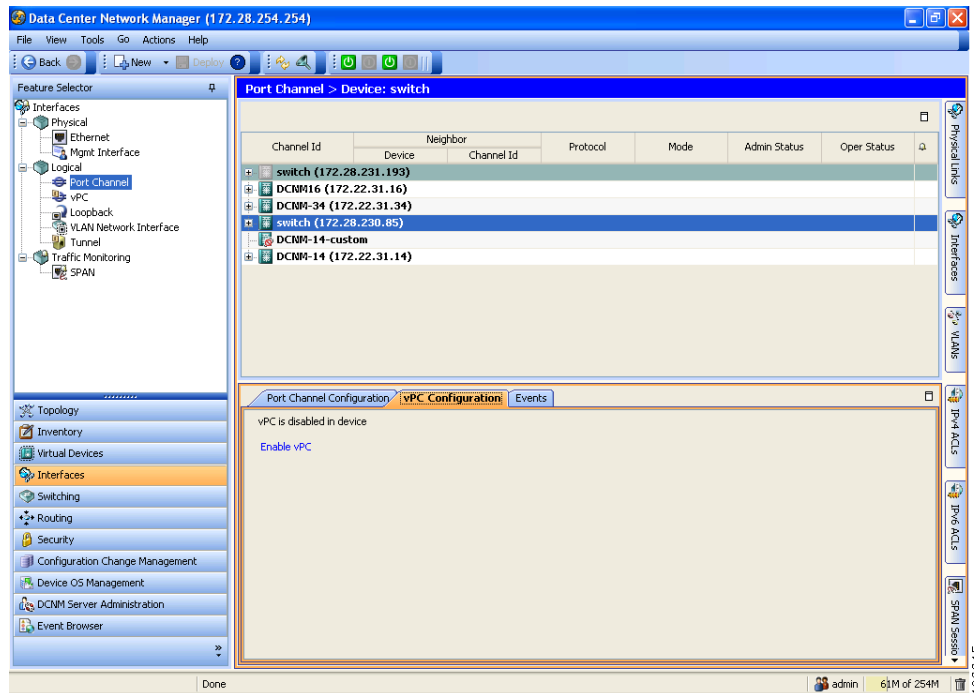 Data Center Network Manager (172.28.254.254)
File View Tools Go Actions Help
Back New Deploy
Feature Selector
Interfaces
Physical
Ethernet
Mgmt Interface
Logical
Port Channel
vPC
Loopback
VLAN Network Interface
Tunnel
Traffic Monitoring
SPAN
Topology
Inventory
Virtual Devices
Interfaces
Switching
Routing
Security
Configuration Change Management
Device OS Management
DCNM Server Administration
Event Browser
Port Channel > Device: switch
Channel Id Neighbor Protocol Mode Admin Status Oper Status
Device Channel Id
switch (172.28.231.193)
DCNM16 (172.22.31.16)
DCNM-34 (172.22.31.34)
switch (172.28.230.85)
DCNM-14-custom
DCNM-14 (172.22.31.14)
Port Channel Configuration vPC Configuration Events
vPC is disabled in device
Enable vPC
Physical Links
Interfaces
VLANs
IPv4 ACLs
IPv6 ACLs
SPAN Sessio
Done admin 61M of 254M